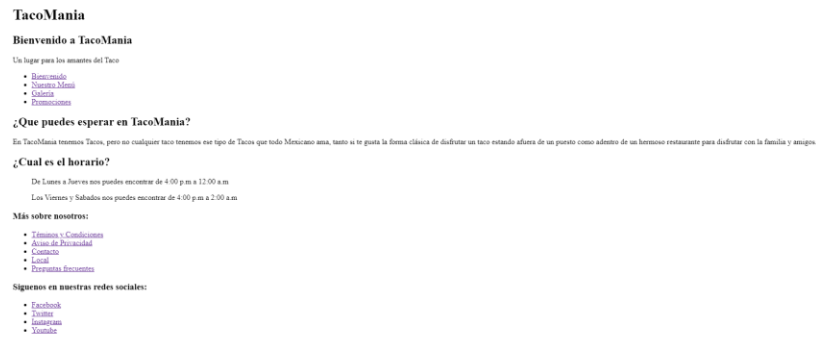 TacoMania
Bienvenido a TacoMania
Un lugar para los amantes del Taco
Bienvenido
Nuestro Menú
Galería
Promociones
¿Que puedes esperar en TacoMania?
En TacoMania tenemos Tacos, pero no cualquier taco tenemos ese tipo de Tacos que todo Mexicano ama, tanto si te gusta la forma clásica de disfrutar un taco estando afuera de un puesto como adentro de un hermoso restaurante para disfrutar con la familia y amigos.
¿Cual es el horario?
De Lunes a Jueves nos puedes encontrar de 4:00 p.m a 12:00 a.m
Los Viernes y Sabados nos puedes encontrar de 4:00 p.m a 2:00 a.m
Más sobre nosotros:
Téminos y Condiciones
Aviso de Privacidad
Contacto
Local
Preguntas frecuentes
Siguenos en nuestras redes sociales:
Facebook
Twitter
Instagram
Youtube